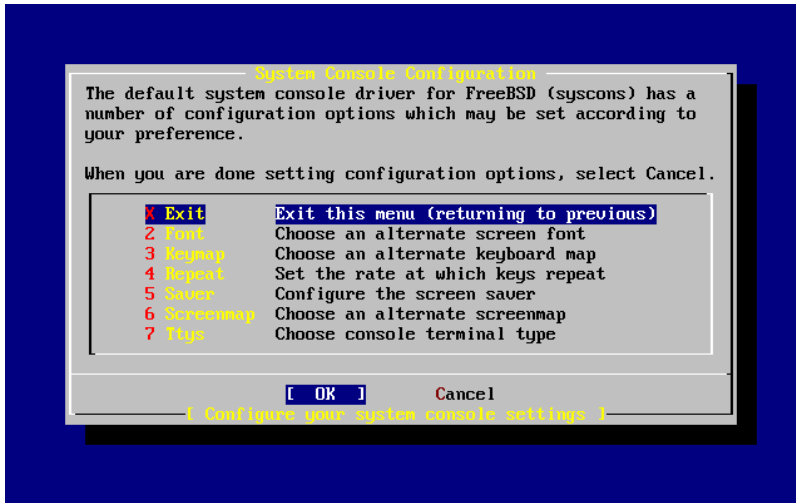 System Console Configuration
The default system console driver for FreeBSD (syscons) has a
number of configuration options which may be set according to
your preference.
When you are done setting configuration options, select Cancel.
X Exit Exit this menu (returning to previous)
2 Font Choose an alternate screen font
3 Keymap Choose an alternate keyboard map
4 Repeat Set the rate at which keys repeat
5 Saver Configure the screen saver
6 Screenmap Choose an alternate screenmap
7 Ttys Choose console terminal type
[ OK ] Cancel
[ Configure your system console settings ]